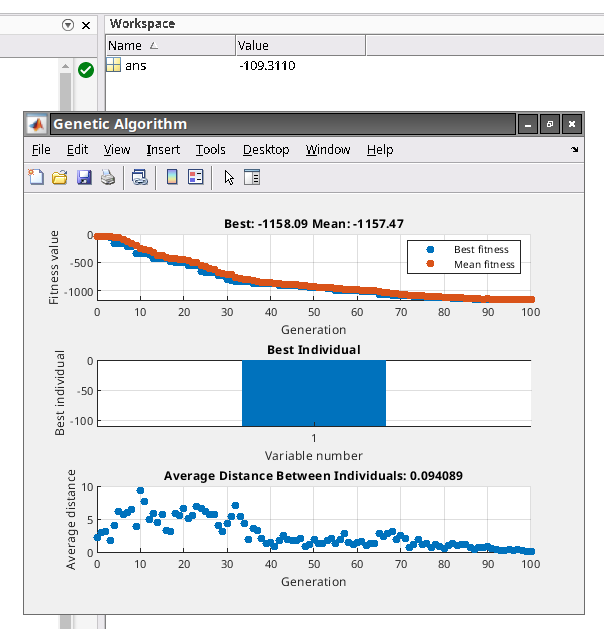 Workspace
Name Value
ans -109.3110
Genetic Algorithm
File Edit View Insert Tools Desktop Window Help
Best: -1158.09 Mean: -1157.47
Fitness value
0
-500
-1000
Best fitness
Mean fitness
0 10 20 30 40 50 60 70 80 90 100
Generation
Best Individual
Best individual
0
-50
-100
1
Variable number
Average Distance Between Individuals: 0.094089
Average distance
10
5
0
0 10 20 30 40 50 60 70 80 90 100
Generation